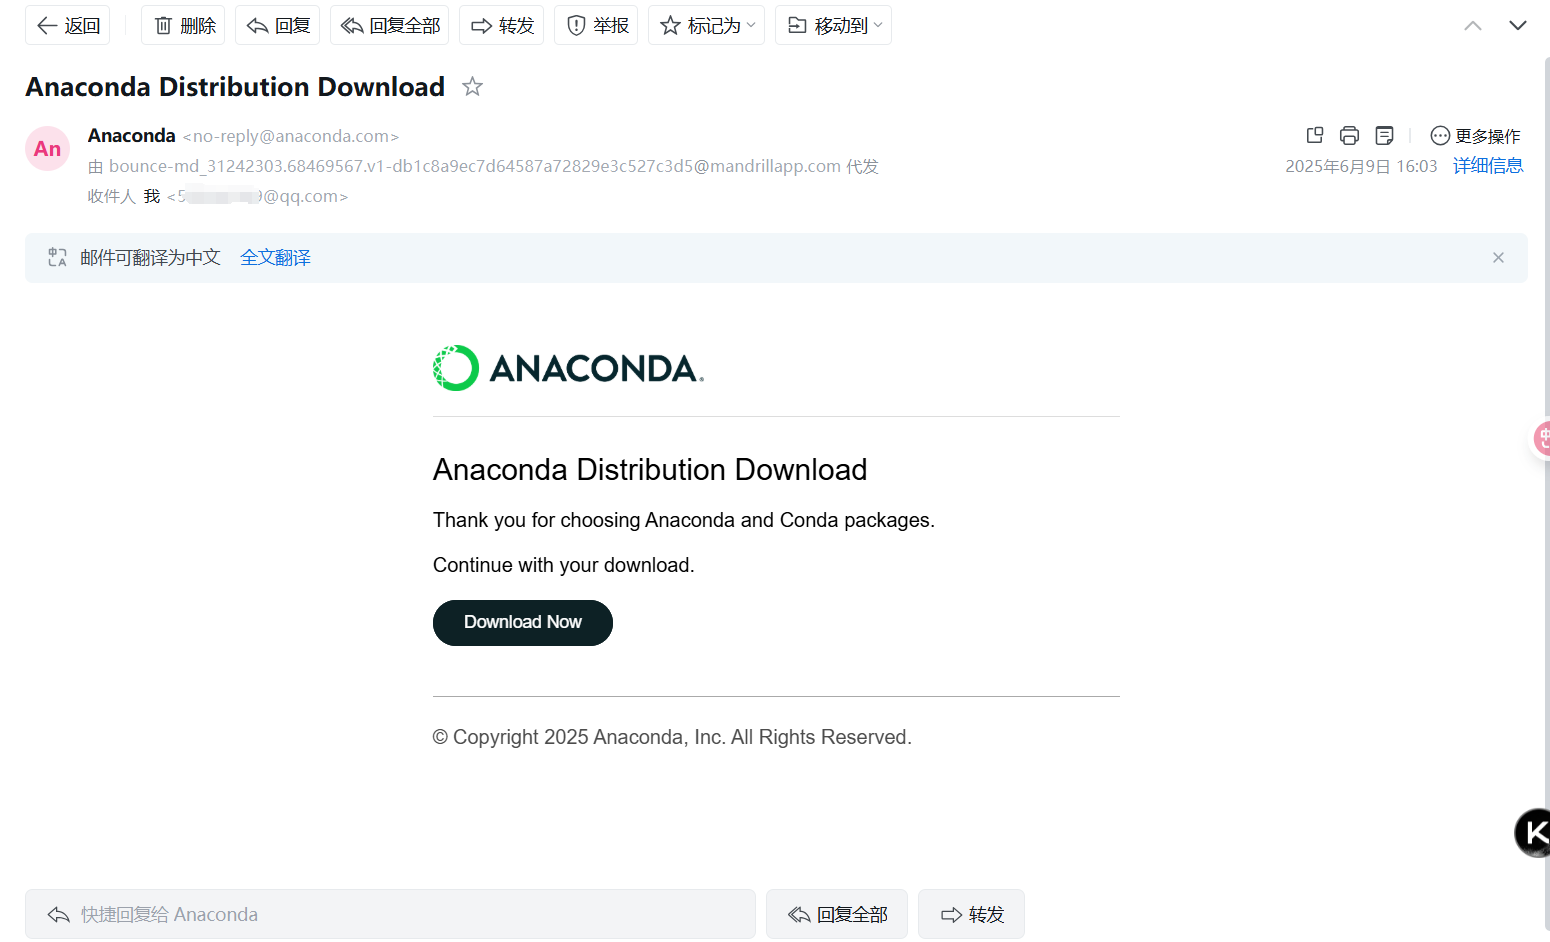 返回 删除 回复 回复全部 转发 举报 标记为 移动到
Anaconda Distribution Download
An
Anaconda <no-reply@anaconda.com>
更多操作
由 bounce-md_31242303.68469567.v1-db1c8a9ec7d64587a72829e3c527c3d5@mandrillapp.com 代发
2025年6月9日 16:03 详细信息
收件人 我 <5 9@qq.com>
邮件可翻译为中文 全文翻译
ANACONDA®
Anaconda Distribution Download
Thank you for choosing Anaconda and Conda packages.
Continue with your download.
Download Now
© Copyright 2025 Anaconda, Inc. All Rights Reserved.
K
快捷回复给 Anaconda 回复全部 转发